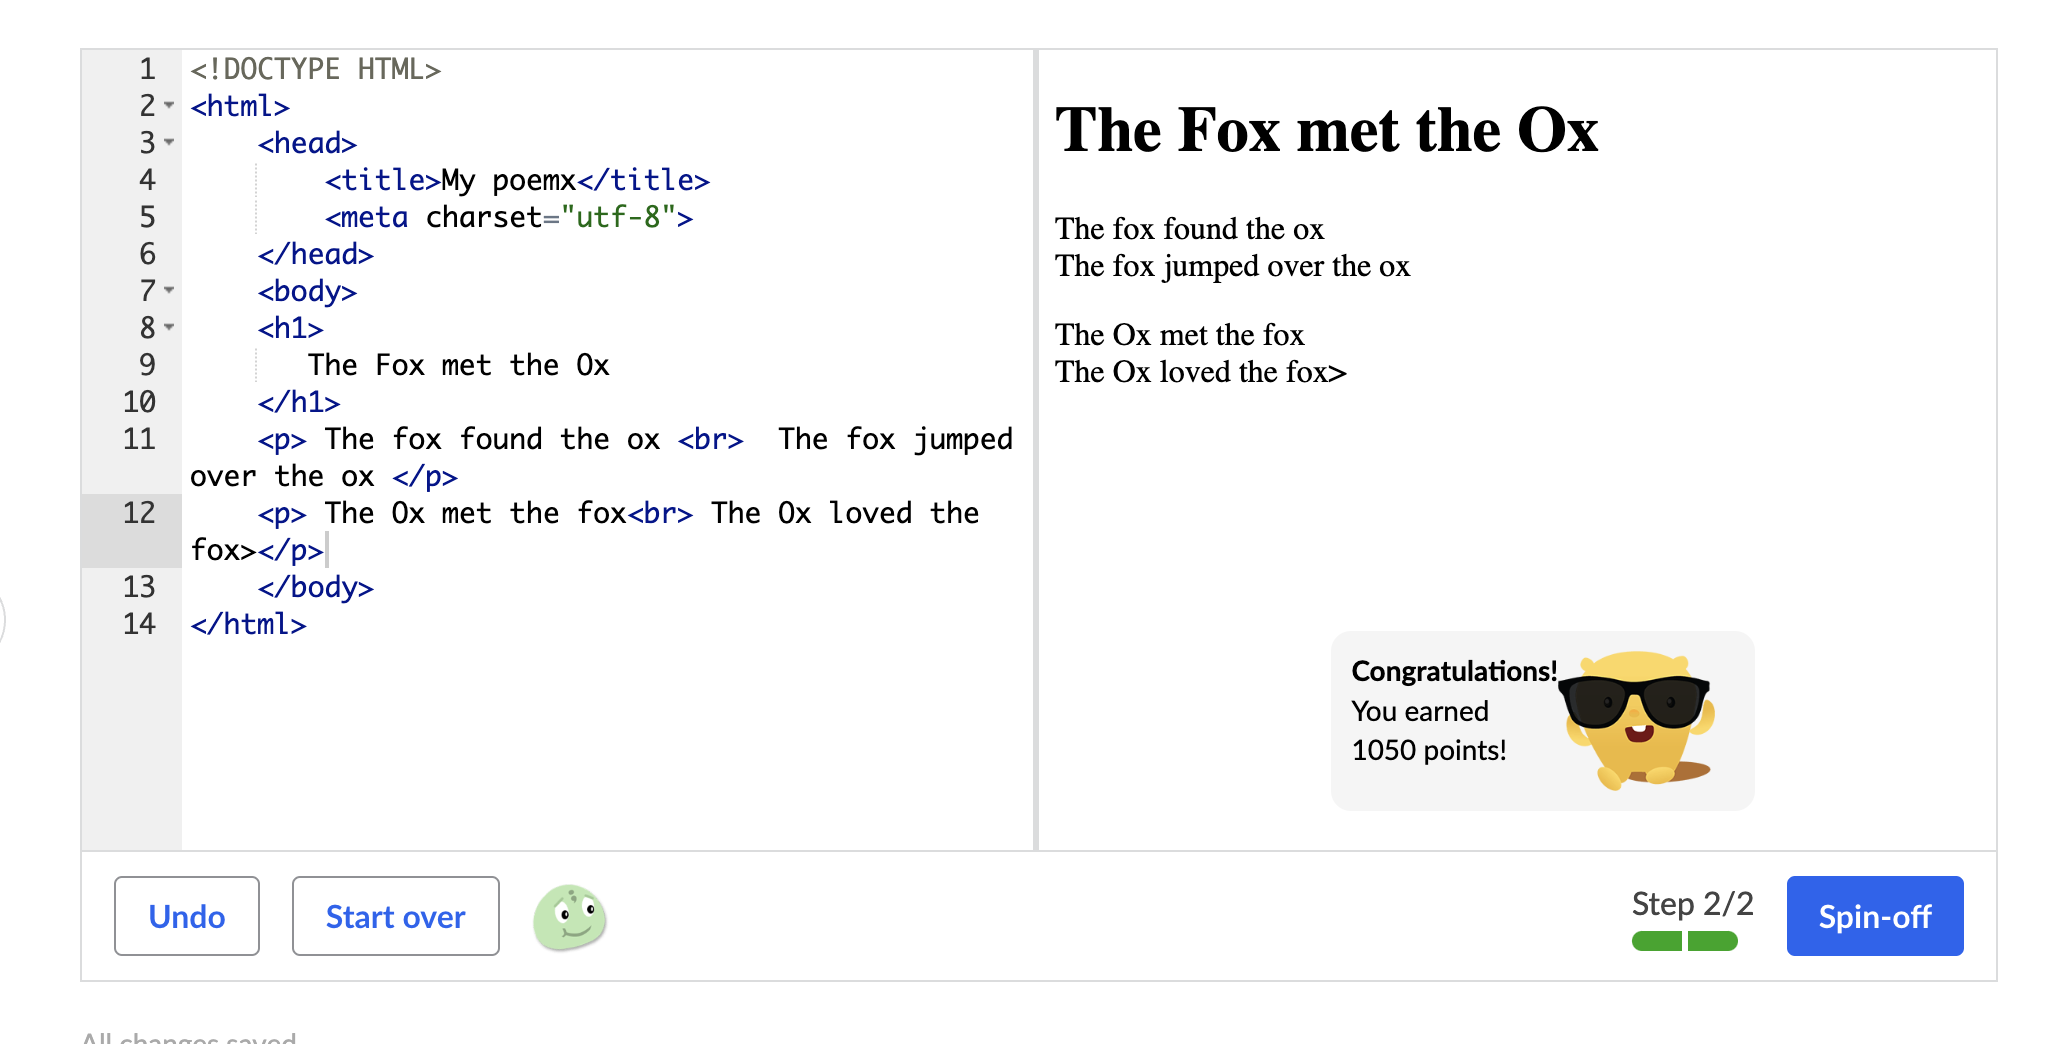 1 <!DOCTYPE HTML>
2 <html>
3 <head>
4 <title>My poemx</title>
5 <meta charset="utf-8">
6 </head>
7 <body>
8 <h1>
9 The Fox met the Ox
10 </h1>
11 <p> The fox found the ox <br>  The fox jumped
over the ox </p>
12 <p> The Ox met the fox<br> The Ox loved the
fox></p>
13 </body>
14 </html>
The Fox met the Ox
The fox found the ox
The fox jumped over the ox
The Ox met the fox
The Ox loved the fox>
Congratulations!
You earned
1050 points!
Undo
Start over
Step 2/2
Spin-off
All changes saved